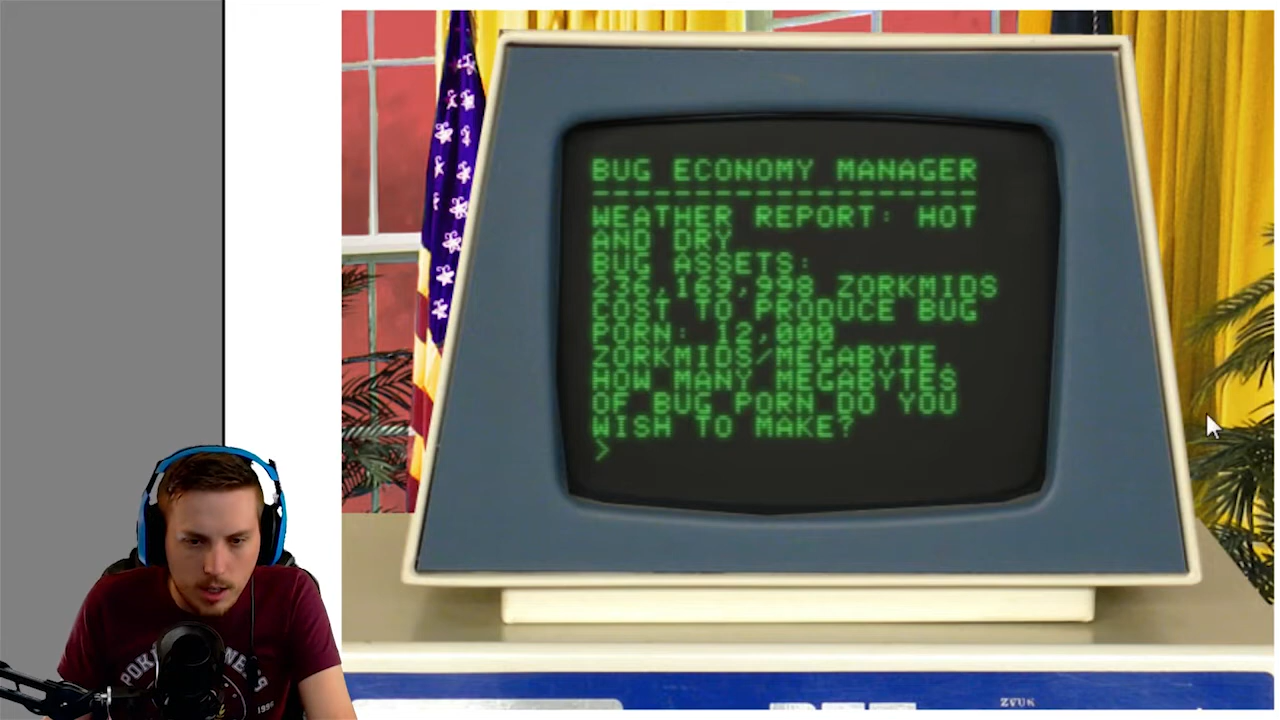 BUG ECONOMY MANAGER
-------------------
WEATHER REPORT: HOT
AND DRY
BUG ASSETS:
236,169,998 ZORKMIDS
COST TO PRODUCE BUG
PORN: 12,000
ZORKMIDS/MEGABYTE.
HOW MANY MEGABYTES
OF BUG PORN DO YOU
WISH TO MAKE?
>
1996